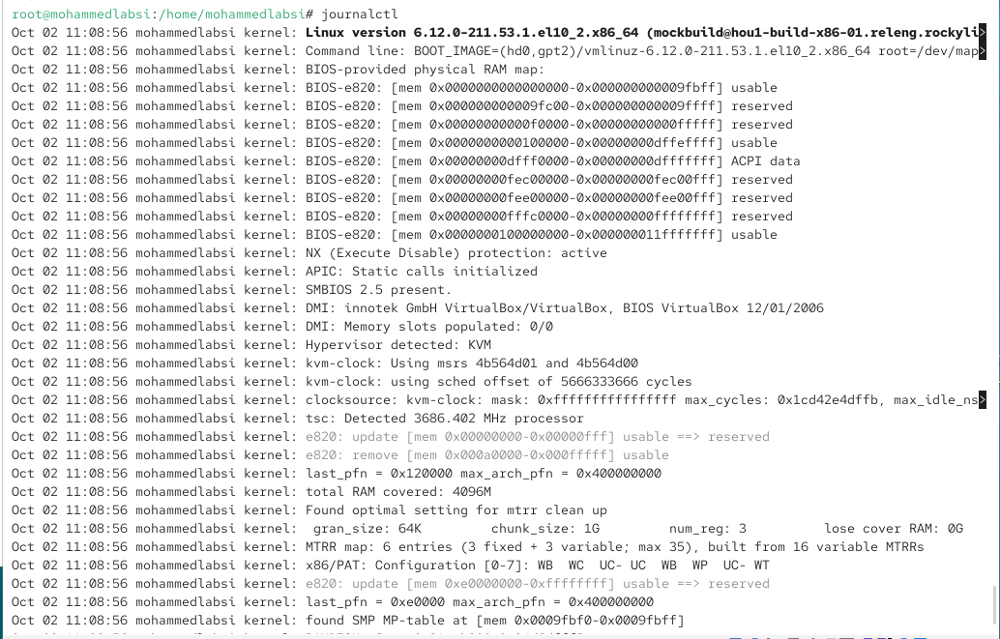 root@mohammedlabsi:/home/mohammedlabsi# journalctl
Oct 02 11:08:56 mohammedlabsi kernel: Linux version 6.12.0-211.53.1.el10_2.x86_64 (mockbuild@hou1-build-x86-01.releng.rockyli>
Oct 02 11:08:56 mohammedlabsi kernel: Command line: BOOT_IMAGE=(hd0,gpt2)/vmlinuz-6.12.0-211.53.1.el10_2.x86_64 root=/dev/map>
Oct 02 11:08:56 mohammedlabsi kernel: BIOS-provided physical RAM map:
Oct 02 11:08:56 mohammedlabsi kernel: BIOS-e820: [mem 0x0000000000000000-0x000000000009fbff] usable
Oct 02 11:08:56 mohammedlabsi kernel: BIOS-e820: [mem 0x000000000009fc00-0x000000000009ffff] reserved
Oct 02 11:08:56 mohammedlabsi kernel: BIOS-e820: [mem 0x00000000000f0000-0x00000000000fffff] reserved
Oct 02 11:08:56 mohammedlabsi kernel: BIOS-e820: [mem 0x0000000000100000-0x00000000dffeffff] usable
Oct 02 11:08:56 mohammedlabsi kernel: BIOS-e820: [mem 0x00000000dfff0000-0x00000000dfffffff] ACPI data
Oct 02 11:08:56 mohammedlabsi kernel: BIOS-e820: [mem 0x00000000fec00000-0x00000000fec00fff] reserved
Oct 02 11:08:56 mohammedlabsi kernel: BIOS-e820: [mem 0x00000000fee00000-0x00000000fee00fff] reserved
Oct 02 11:08:56 mohammedlabsi kernel: BIOS-e820: [mem 0x00000000fffc0000-0x00000000ffffffff] reserved
Oct 02 11:08:56 mohammedlabsi kernel: BIOS-e820: [mem 0x0000000100000000-0x000000011fffffff] usable
Oct 02 11:08:56 mohammedlabsi kernel: NX (Execute Disable) protection: active
Oct 02 11:08:56 mohammedlabsi kernel: APIC: Static calls initialized
Oct 02 11:08:56 mohammedlabsi kernel: SMBIOS 2.5 present.
Oct 02 11:08:56 mohammedlabsi kernel: DMI: innotek GmbH VirtualBox/VirtualBox, BIOS VirtualBox 12/01/2006
Oct 02 11:08:56 mohammedlabsi kernel: DMI: Memory slots populated: 0/0
Oct 02 11:08:56 mohammedlabsi kernel: Hypervisor detected: KVM
Oct 02 11:08:56 mohammedlabsi kernel: kvm-clock: Using msrs 4b564d01 and 4b564d00
Oct 02 11:08:56 mohammedlabsi kernel: kvm-clock: using sched offset of 5666333666 cycles
Oct 02 11:08:56 mohammedlabsi kernel: clocksource: kvm-clock: mask: 0xffffffffffffffff max_cycles: 0x1cd42e4dffb, max_idle_ns>
Oct 02 11:08:56 mohammedlabsi kernel: tsc: Detected 3686.402 MHz processor
Oct 02 11:08:56 mohammedlabsi kernel: e820: update [mem 0x00000000-0x00000fff] usable ==> reserved
Oct 02 11:08:56 mohammedlabsi kernel: e820: remove [mem 0x000a0000-0x000fffff] usable
Oct 02 11:08:56 mohammedlabsi kernel: last_pfn = 0x120000 max_arch_pfn = 0x400000000
Oct 02 11:08:56 mohammedlabsi kernel: total RAM covered: 4096M
Oct 02 11:08:56 mohammedlabsi kernel: Found optimal setting for mtrr clean up
Oct 02 11:08:56 mohammedlabsi kernel:  gran_size: 64K         chunk_size: 1G         num_reg: 3          lose cover RAM: 0G
Oct 02 11:08:56 mohammedlabsi kernel: MTRR map: 6 entries (3 fixed + 3 variable; max 35), built from 16 variable MTRRs
Oct 02 11:08:56 mohammedlabsi kernel: x86/PAT: Configuration [0-7]: WB  WC  UC- UC  WB  WP  UC- WT
Oct 02 11:08:56 mohammedlabsi kernel: e820: update [mem 0xe0000000-0xffffffff] usable ==> reserved
Oct 02 11:08:56 mohammedlabsi kernel: last_pfn = 0xe0000 max_arch_pfn = 0x400000000
Oct 02 11:08:56 mohammedlabsi kernel: found SMP MP-table at [mem 0x0009fbf0-0x0009fbff]